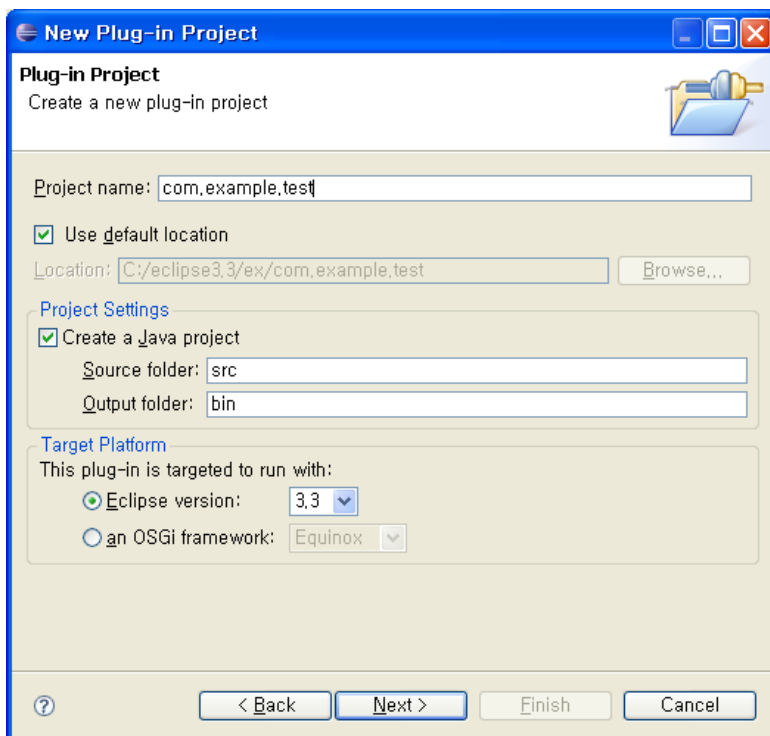 New Plug-in Project
Plug-in Project
Create a new plug-in project
Project name: com.example.test
Use default location
Location: C:/eclipse3.3/ex/com.example.test Browse...
Project Settings
Create a Java project
Source folder: src
Output folder: bin
Target Platform
This plug-in is targeted to run with:
Eclipse version: 3.3
an OSGi framework: Equinox
? < Back Next > Finish Cancel